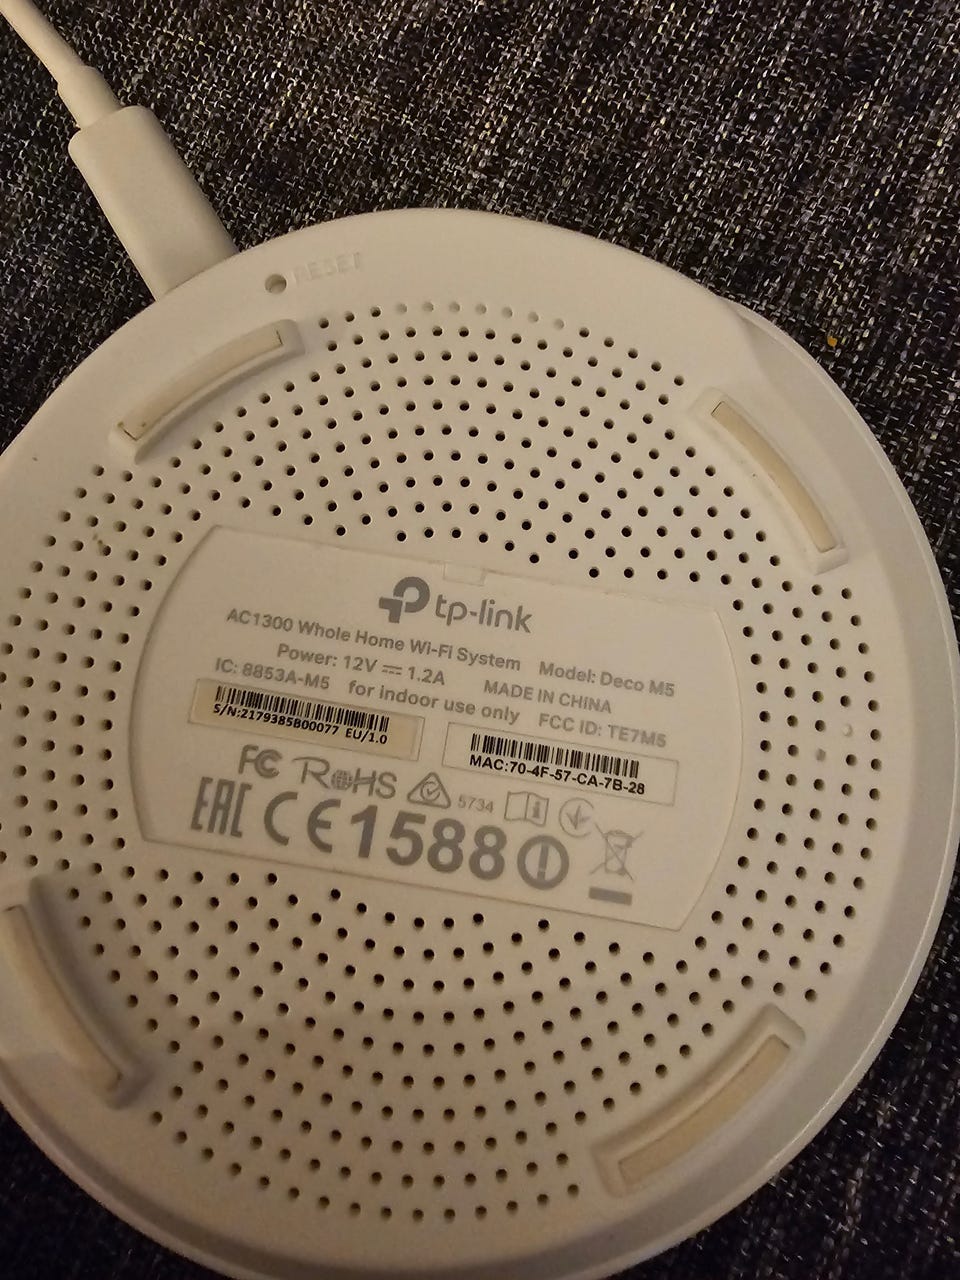 RESET
tp-link
AC1300 Whole Home Wi-Fi System Model: Deco M5
Power: 12V ⎓ 1.2A MADE IN CHINA
IC: 8853A-M5 for indoor use only FCC ID: TE7M5
S/N:2179385B00077 EU/1.0
MAC:70-4F-57-CA-7B-28
FC RoHS 5734
EAC CE1588